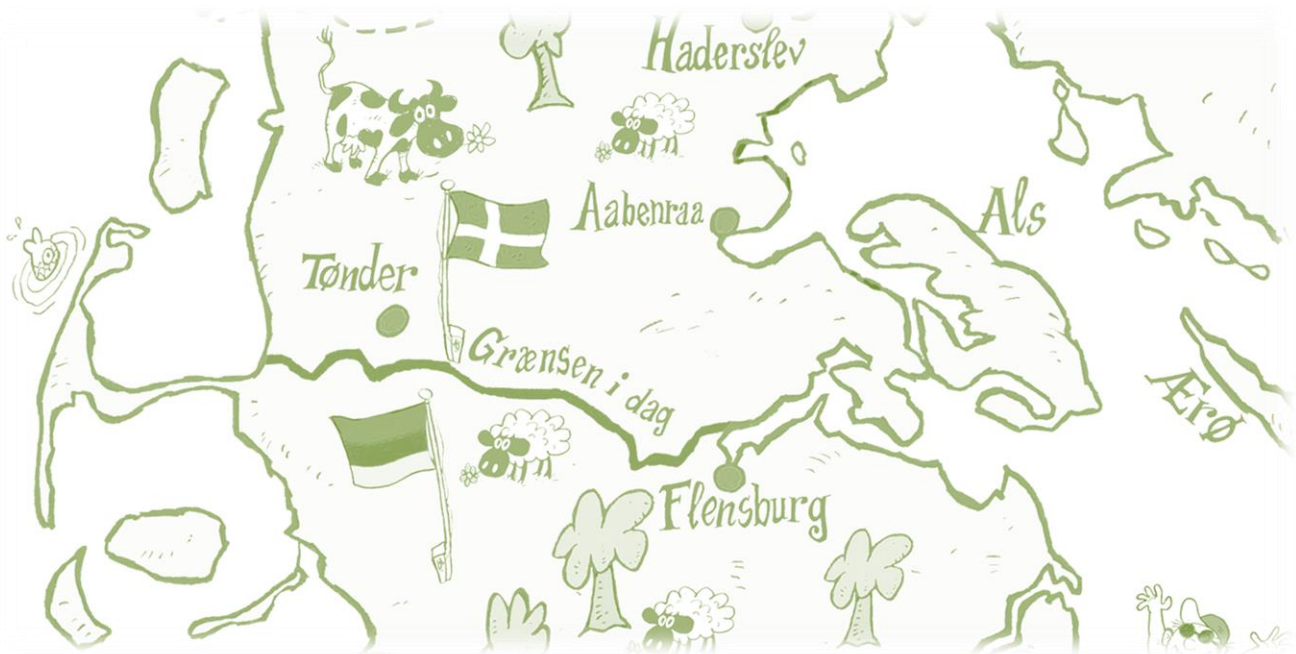 Haderslev
Aabenraa
Als
Tønder
Grænsen i dag
Ærø
Flensburg